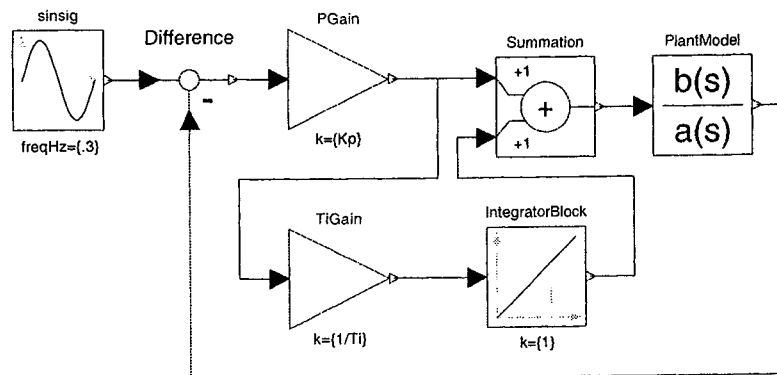 sinsig
Difference
PGain
Summation
PlantModel
+1
+
+1
b(s)
a(s)
-
freqHz={.3}
k={Kp}
TiGain
IntegratorBlock
k={1/Ti}
k={1}